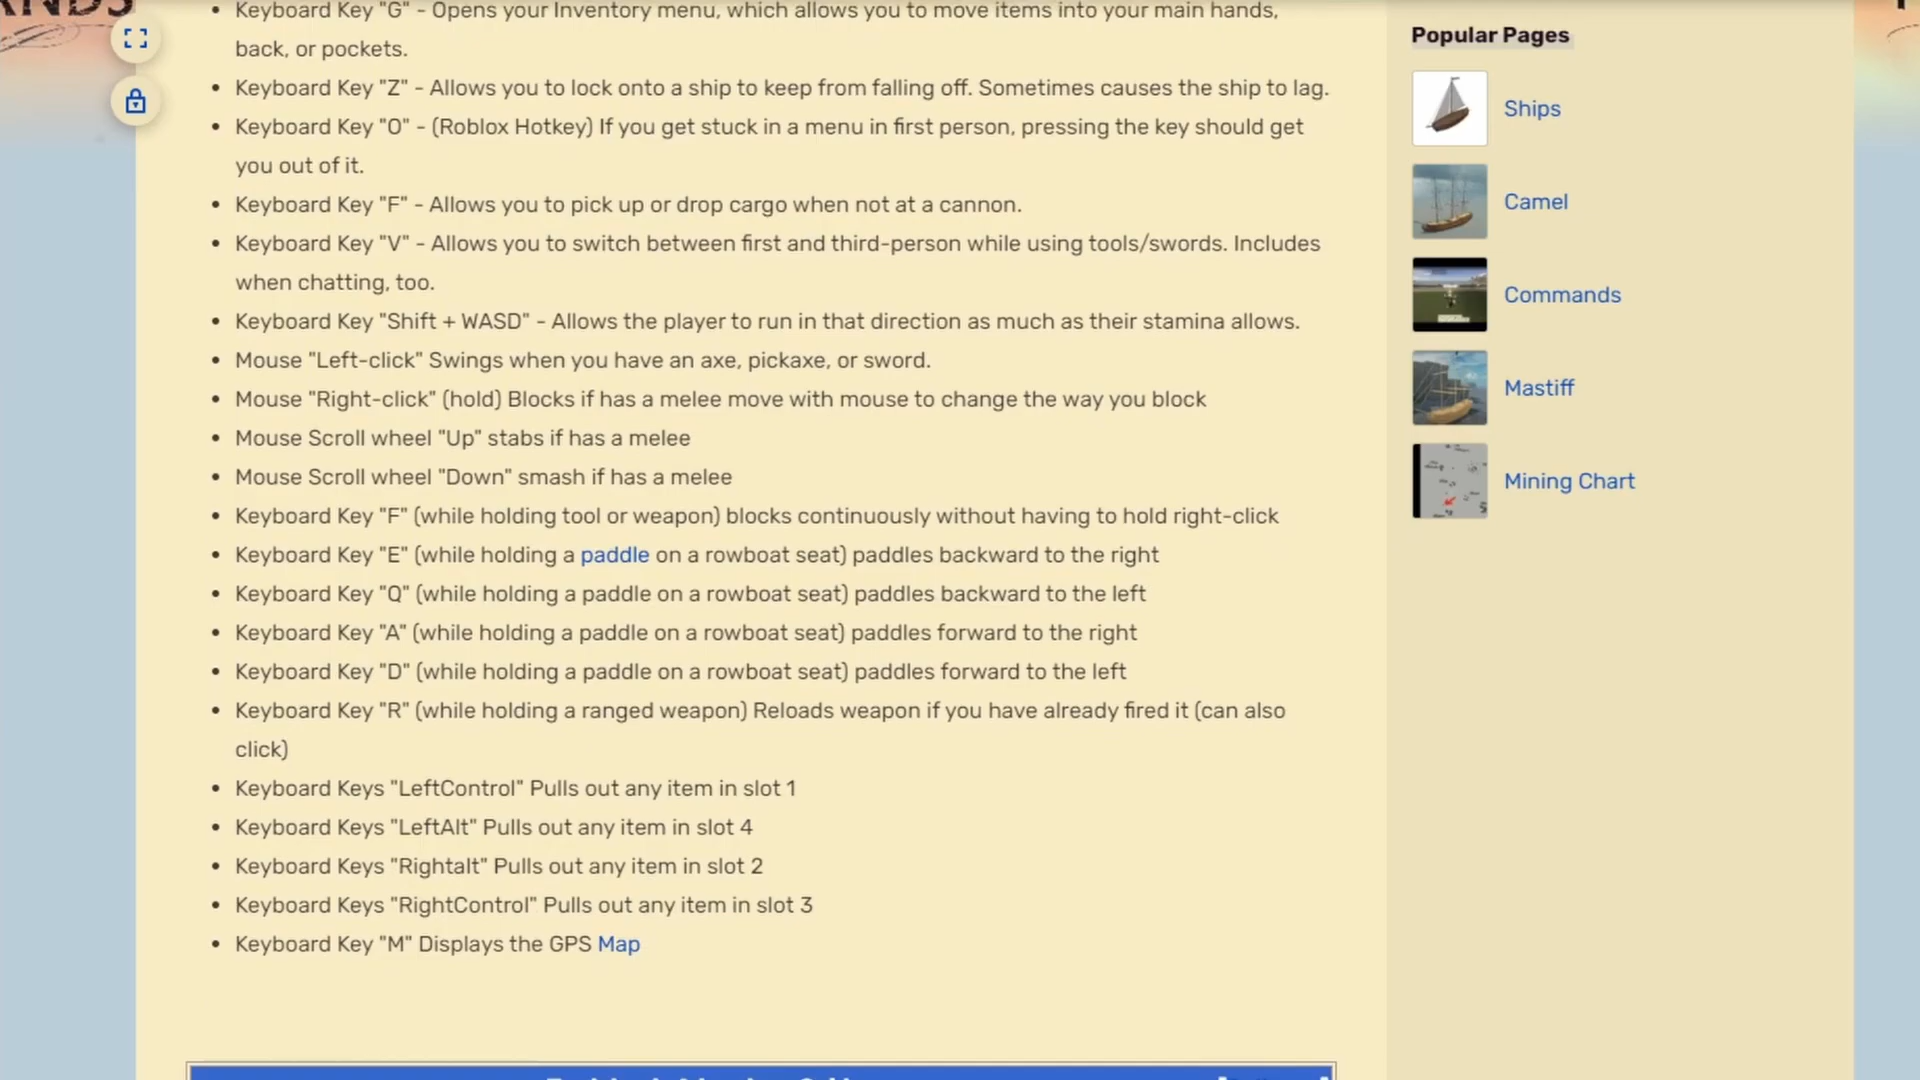 Keyboard Key "G" - Opens your Inventory menu, which allows you to move items into your main hands,
back, or pockets.
Keyboard Key "Z" - Allows you to lock onto a ship to keep from falling off. Sometimes causes the ship to lag.
Keyboard Key "O" - (Roblox Hotkey) If you get stuck in a menu in first person, pressing the key should get
you out of it.
Keyboard Key "F" - Allows you to pick up or drop cargo when not at a cannon.
Keyboard Key "V" - Allows you to switch between first and third-person while using tools/swords. Includes
when chatting, too.
Keyboard Key "Shift + WASD" - Allows the player to run in that direction as much as their stamina allows.
Mouse "Left-click" Swings when you have an axe, pickaxe, or sword.
Mouse "Right-click" (hold) Blocks if has a melee move with mouse to change the way you block
Mouse Scroll wheel "Up" stabs if has a melee
Mouse Scroll wheel "Down" smash if has a melee
Keyboard Key "F" (while holding tool or weapon) blocks continuously without having to hold right-click
Keyboard Key "E" (while holding a paddle on a rowboat seat) paddles backward to the right
Keyboard Key "Q" (while holding a paddle on a rowboat seat) paddles backward to the left
Keyboard Key "A" (while holding a paddle on a rowboat seat) paddles forward to the right
Keyboard Key "D" (while holding a paddle on a rowboat seat) paddles forward to the left
Keyboard Key "R" (while holding a ranged weapon) Reloads weapon if you have already fired it (can also
click)
Keyboard Keys "LeftControl" Pulls out any item in slot 1
Keyboard Keys "LeftAlt" Pulls out any item in slot 4
Keyboard Keys "Rightalt" Pulls out any item in slot 2
Keyboard Keys "RightControl" Pulls out any item in slot 3
Keyboard Key "M" Displays the GPS Map
Popular Pages
Ships
Camel
Commands
Mastiff
Mining Chart